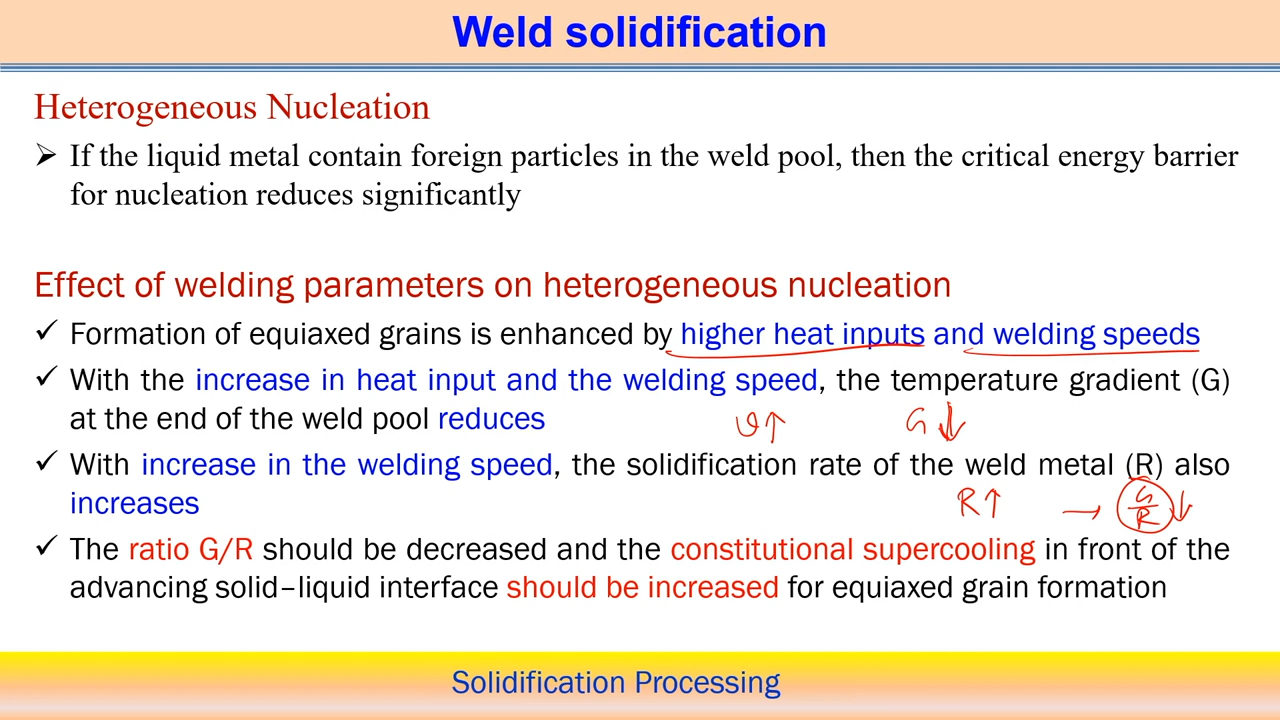 Weld solidification
Heterogeneous Nucleation
➢ If the liquid metal contain foreign particles in the weld pool, then the critical energy barrier
for nucleation reduces significantly
Effect of welding parameters on heterogeneous nucleation
✓ Formation of equiaxed grains is enhanced by higher heat inputs and welding speeds
✓ With the increase in heat input and the welding speed, the temperature gradient (G)
at the end of the weld pool reduces
G↓
✓ With increase in the welding speed, the solidification rate of the weld metal (R) also
increases
R↑ → G/R ↓
✓ The ratio G/R should be decreased and the constitutional supercooling in front of the
advancing solid–liquid interface should be increased for equiaxed grain formation
Solidification Processing